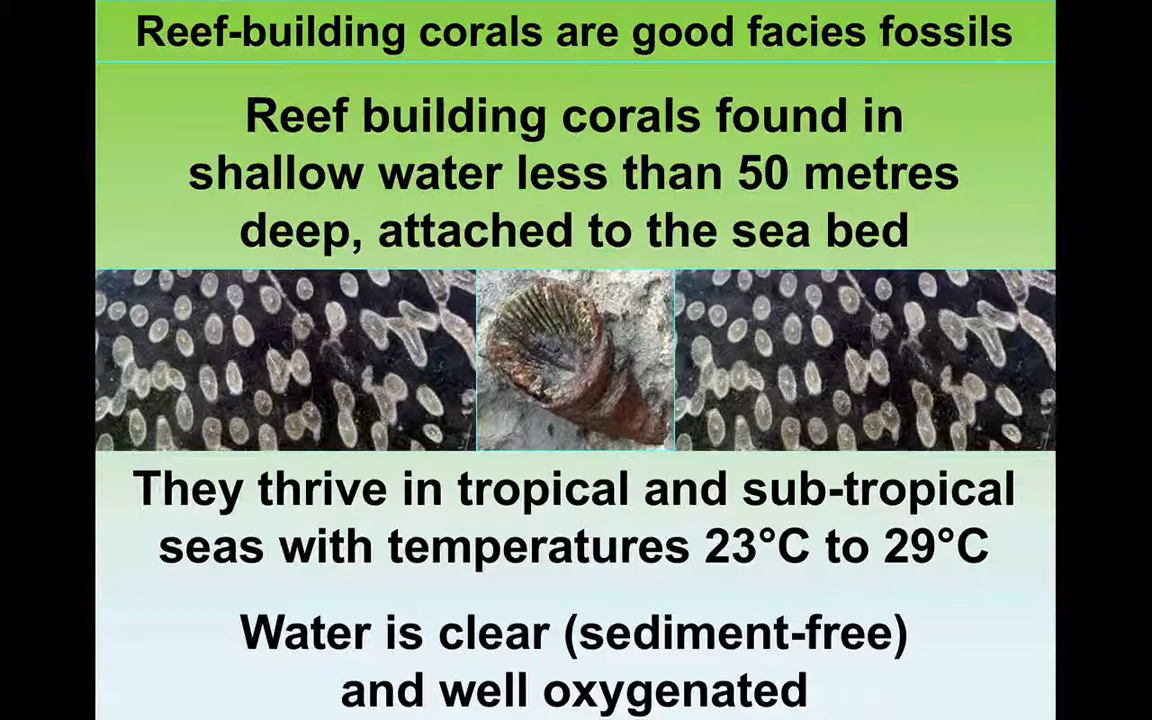 Reef-building corals are good facies fossils
Reef building corals found in
shallow water less than 50 metres
deep, attached to the sea bed
They thrive in tropical and sub-tropical
seas with temperatures 23°C to 29°C
Water is clear (sediment-free)
and well oxygenated